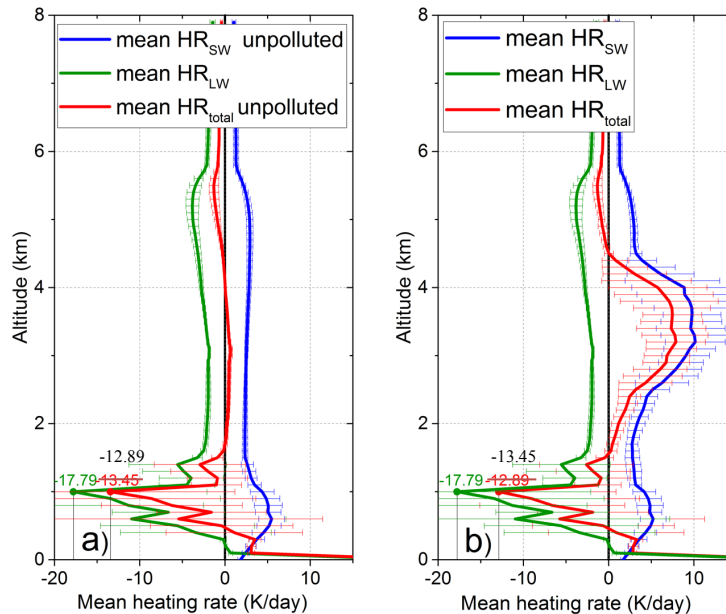 8
6
4
2
0
Altitude (km)
mean HR_SW unpolluted
mean HR_LW
mean HR_total unpolluted
-12.89
-17.79
-13.45
a)
-20
-10
0
10
Mean heating rate (K/day)
8
6
4
2
0
Altitude (km)
mean HR_SW
mean HR_LW
mean HR_total
-13.45
-17.79
-12.89
b)
-20
-10
0
10
Mean heating rate (K/day)